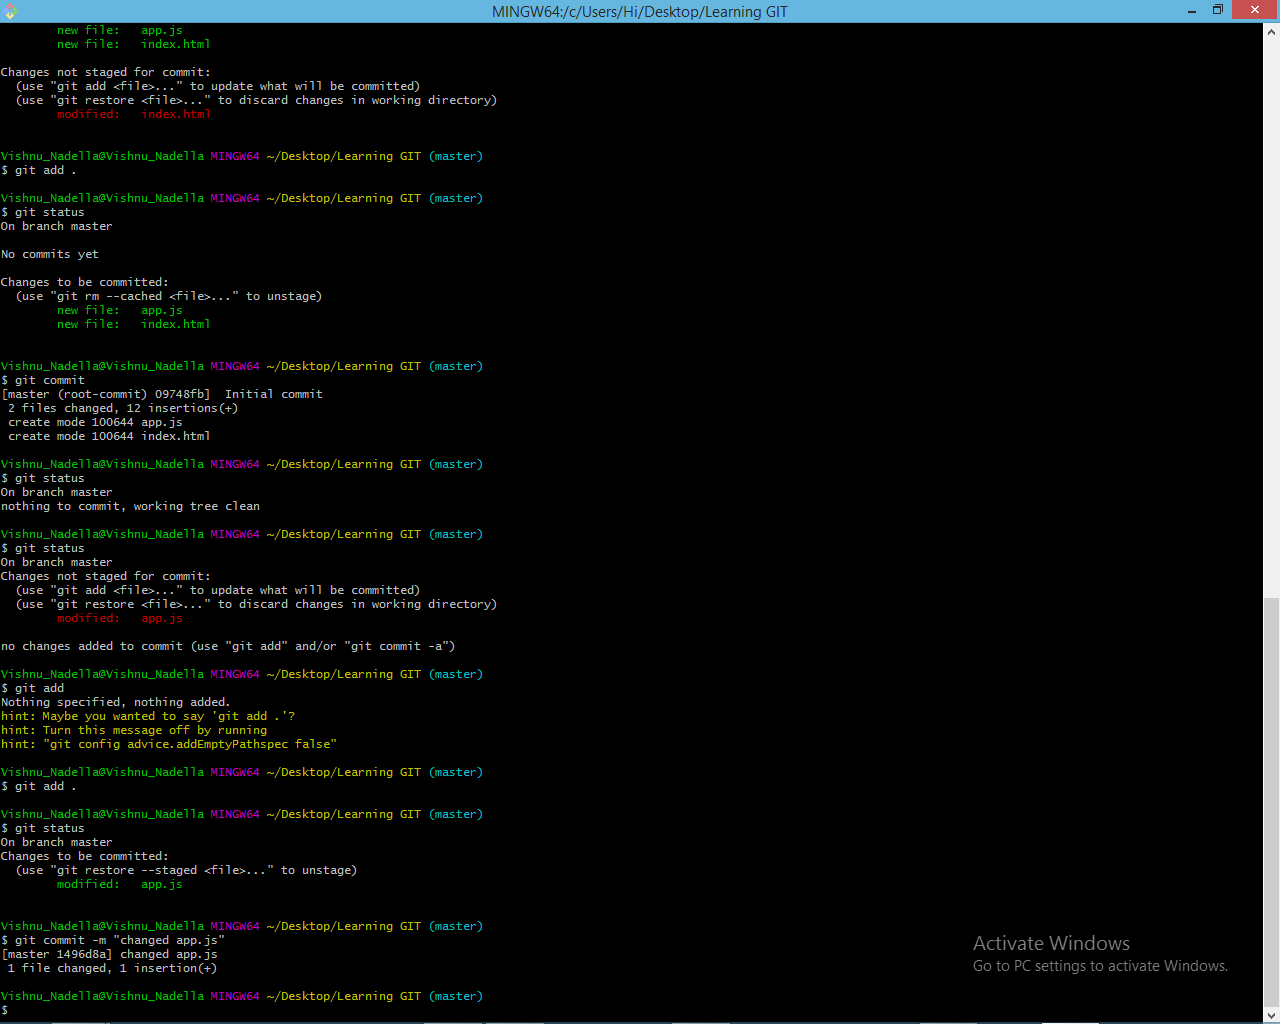 MINGW64:/c/Users/Hi/Desktop/Learning GIT
new file:   app.js
new file:   index.html
Changes not staged for commit:
(use "git add <file>..." to update what will be committed)
(use "git restore <file>..." to discard changes in working directory)
modified:   index.html
Vishnu_Nadella@Vishnu_Nadella MINGW64 ~/Desktop/Learning GIT (master)
$ git add .
Vishnu_Nadella@Vishnu_Nadella MINGW64 ~/Desktop/Learning GIT (master)
$ git status
On branch master
No commits yet
Changes to be committed:
(use "git rm --cached <file>..." to unstage)
new file:   app.js
new file:   index.html
Vishnu_Nadella@Vishnu_Nadella MINGW64 ~/Desktop/Learning GIT (master)
$ git commit
[master (root-commit) 09748fb]  Initial commit
2 files changed, 12 insertions(+)
create mode 100644 app.js
create mode 100644 index.html
Vishnu_Nadella@Vishnu_Nadella MINGW64 ~/Desktop/Learning GIT (master)
$ git status
On branch master
nothing to commit, working tree clean
Vishnu_Nadella@Vishnu_Nadella MINGW64 ~/Desktop/Learning GIT (master)
$ git status
On branch master
Changes not staged for commit:
(use "git add <file>..." to update what will be committed)
(use "git restore <file>..." to discard changes in working directory)
modified:   app.js
no changes added to commit (use "git add" and/or "git commit -a")
Vishnu_Nadella@Vishnu_Nadella MINGW64 ~/Desktop/Learning GIT (master)
$ git add
Nothing specified, nothing added.
hint: Maybe you wanted to say 'git add .'?
hint: Turn this message off by running
hint: "git config advice.addEmptyPathspec false"
Vishnu_Nadella@Vishnu_Nadella MINGW64 ~/Desktop/Learning GIT (master)
$ git add .
Vishnu_Nadella@Vishnu_Nadella MINGW64 ~/Desktop/Learning GIT (master)
$ git status
On branch master
Changes to be committed:
(use "git restore --staged <file>..." to unstage)
modified:   app.js
Vishnu_Nadella@Vishnu_Nadella MINGW64 ~/Desktop/Learning GIT (master)
$ git commit -m "changed app.js"
[master 1496d8a] changed app.js
1 file changed, 1 insertion(+)
Vishnu_Nadella@Vishnu_Nadella MINGW64 ~/Desktop/Learning GIT (master)
$
Activate Windows
Go to PC settings to activate Windows.